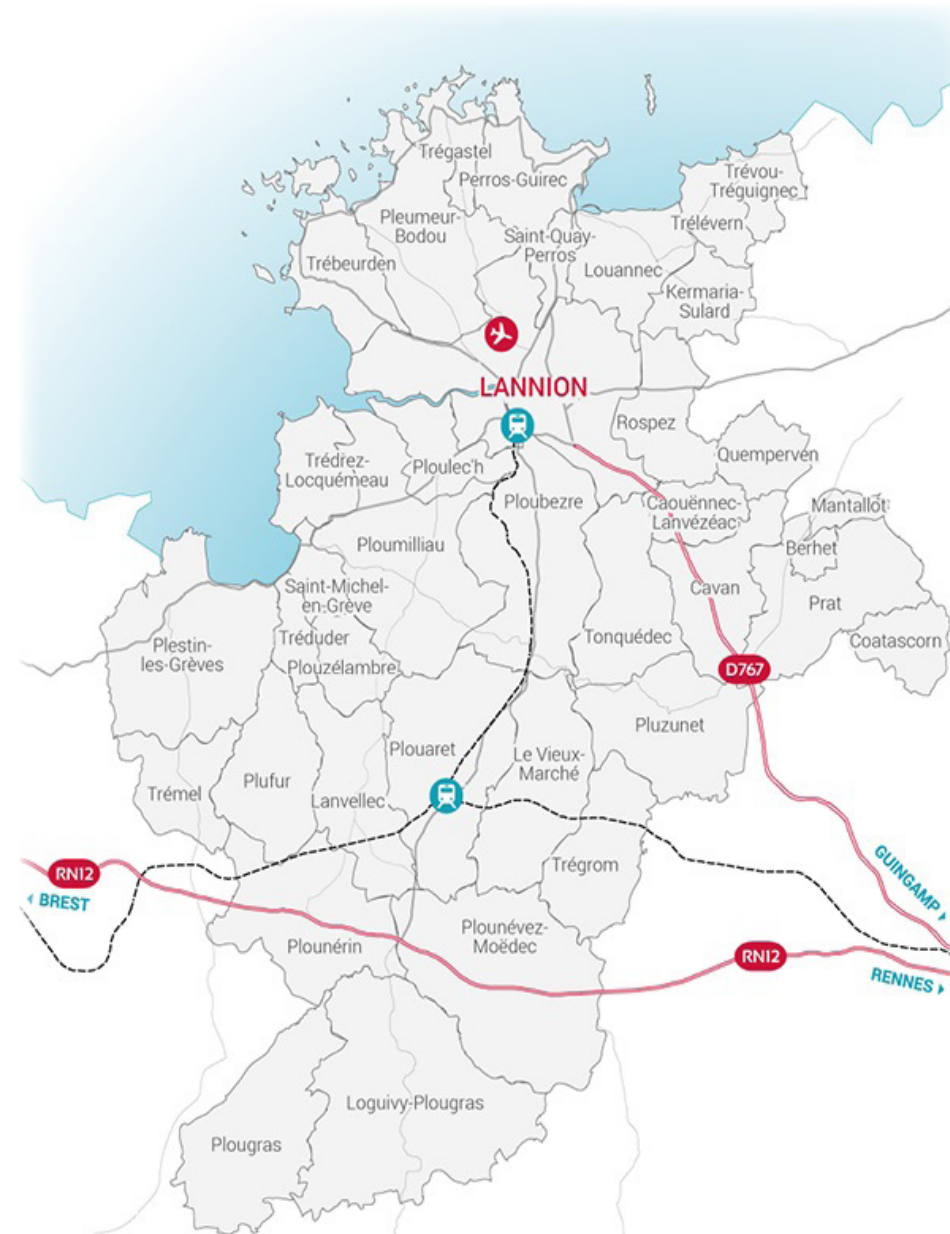 Trégastel
Perros-Guirec
Trévou-
Tréguignec
Pleumeur-
Bodou
Trélévern
Saint-Quay-
Perros
Trébeurden
Louannec
Kermaria-
Sulard
LANNION
Rospez
Quemperven
Trédrez-
Locquémeau
Ploulec'h
Ploubezre
Caouënnec-
Lanvézéac
Mantallot
Ploumilliau
Berhet
Saint-Michel-
en-Grève
Cavan
Prat
Plestin-
les-Grèves
Tréduder
Tonquédec
Coatascorn
Plouzélambre
D767
Pluzunet
Plouaret
Le Vieux-
Marché
Trémel
Plufur
Lanvellec
Trégrom
RN12
BREST
GUINGAMP
Plounérin
Plounévez-
Moëdec
RN12
RENNES
Loguivy-Plougras
Plougras